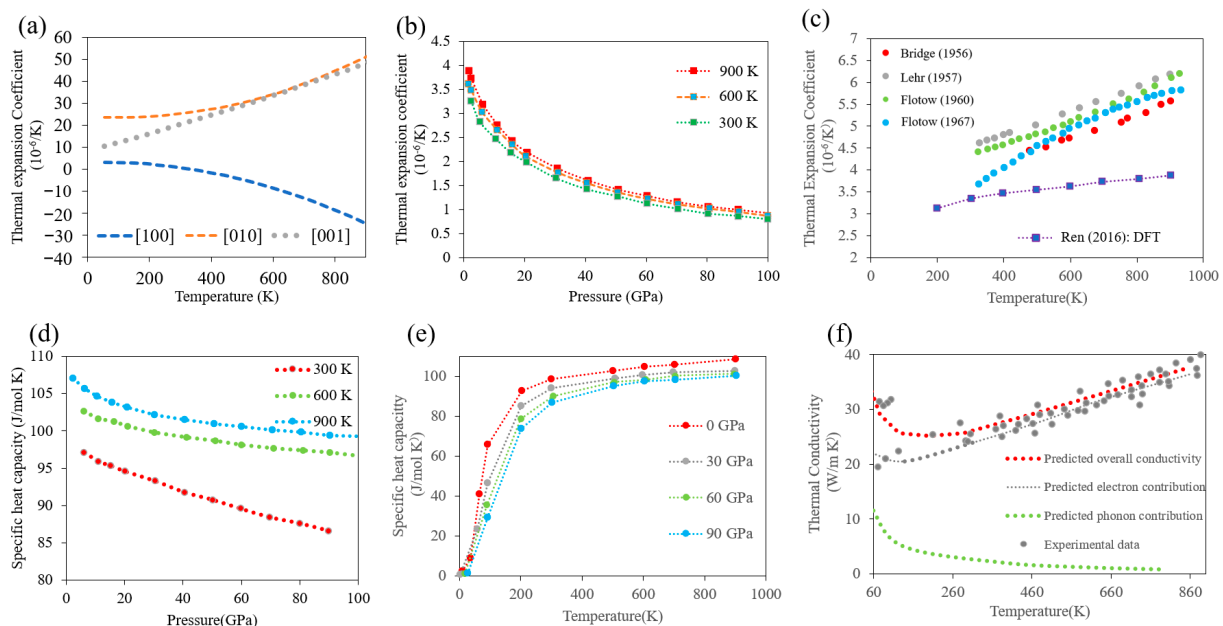 (a)
Thermal Expansion Coefficient
(10⁻⁶/K)
60
50
40
30
20
10
0
−10
−20
−30
−40
[100] [010] [001]
0 200 400 600 800
Temperature (K)
(b)
Thermal expansion coefficient
(10⁻⁶/K)
4.5
4
3.5
3
2.5
2
1.5
1
0.5
0
900 K
600 K
300 K
0 20 40 60 80 100
Pressure (GPa)
(c)
Thermal Expansion Coefficient
(10⁻⁶/K)
7
6.5
6
5.5
5
4.5
4
3.5
3
2.5
2
Bridge (1956)
Lehr (1957)
Flotow (1960)
Flotow (1967)
Ren (2016): DFT
0 200 400 600 800 1000
Temperature(K)
(d)
Specific heat capacity (J/mol K)
110
105
100
95
90
85
80
300 K
600 K
900 K
0 20 40 60 80 100
Pressure(GPa)
(e)
Specific heat capacity
(J/mol K)
100
80
60
40
20
0
0 GPa
30 GPa
60 GPa
90 GPa
0 200 400 600 800 1000
Temperature(K)
(f)
Thermal Conductivity
(W/m K)
40
30
20
10
0
Predicted overall conductivity
Predicted electron contribution
Predicted phonon contribution
Experimental data
60 260 460 660 860
Temperature(K)